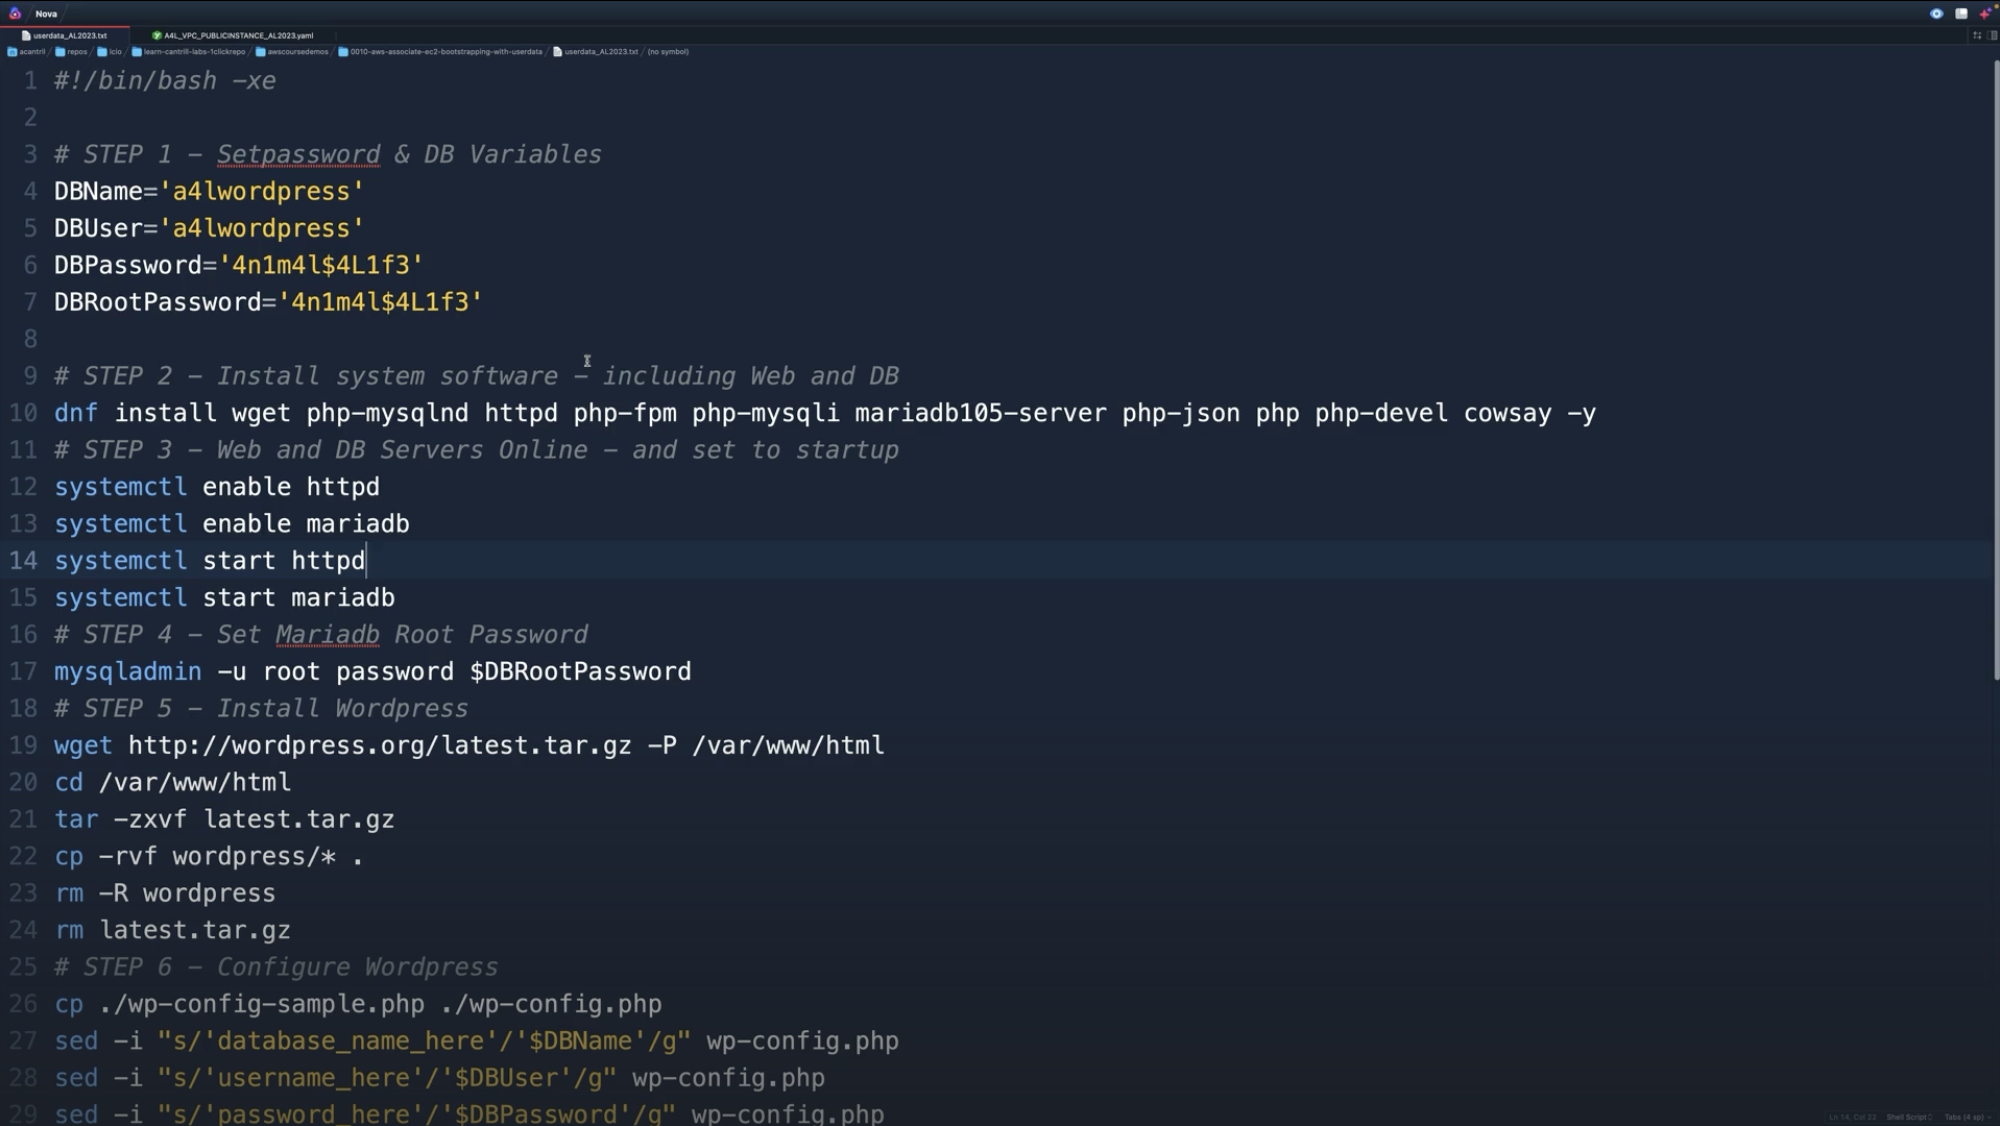 Nova
userdata_AL2023.txt A4L_VPC_PUBLICINSTANCE_AL2023.yaml
acantril repos lcio learn-cantrill-labs-1clickrepo awscoursedemos 0010-aws-associate-ec2-bootstrapping-with-userdata userdata_AL2023.txt (no symbol)
1 #!/bin/bash -xe
2
3 # STEP 1 - Setpassword & DB Variables
4 DBName='a4lwordpress'
5 DBUser='a4lwordpress'
6 DBPassword='4n1m4l$4L1f3'
7 DBRootPassword='4n1m4l$4L1f3'
8
9 # STEP 2 - Install system software - including Web and DB
10 dnf install wget php-mysqlnd httpd php-fpm php-mysqli mariadb105-server php-json php php-devel cowsay -y
11 # STEP 3 - Web and DB Servers Online - and set to startup
12 systemctl enable httpd
13 systemctl enable mariadb
14 systemctl start httpd
15 systemctl start mariadb
16 # STEP 4 - Set Mariadb Root Password
17 mysqladmin -u root password $DBRootPassword
18 # STEP 5 - Install Wordpress
19 wget http://wordpress.org/latest.tar.gz -P /var/www/html
20 cd /var/www/html
21 tar -zxvf latest.tar.gz
22 cp -rvf wordpress/* .
23 rm -R wordpress
24 rm latest.tar.gz
25 # STEP 6 - Configure Wordpress
26 cp ./wp-config-sample.php ./wp-config.php
27 sed -i "s/'database_name_here'/'$DBName'/g" wp-config.php
28 sed -i "s/'username_here'/'$DBUser'/g" wp-config.php
29 sed -i "s/'password_here'/'$DBPassword'/g" wp-config.php
Ln 14, Col 22 Shell Script Tabs (4 sp)